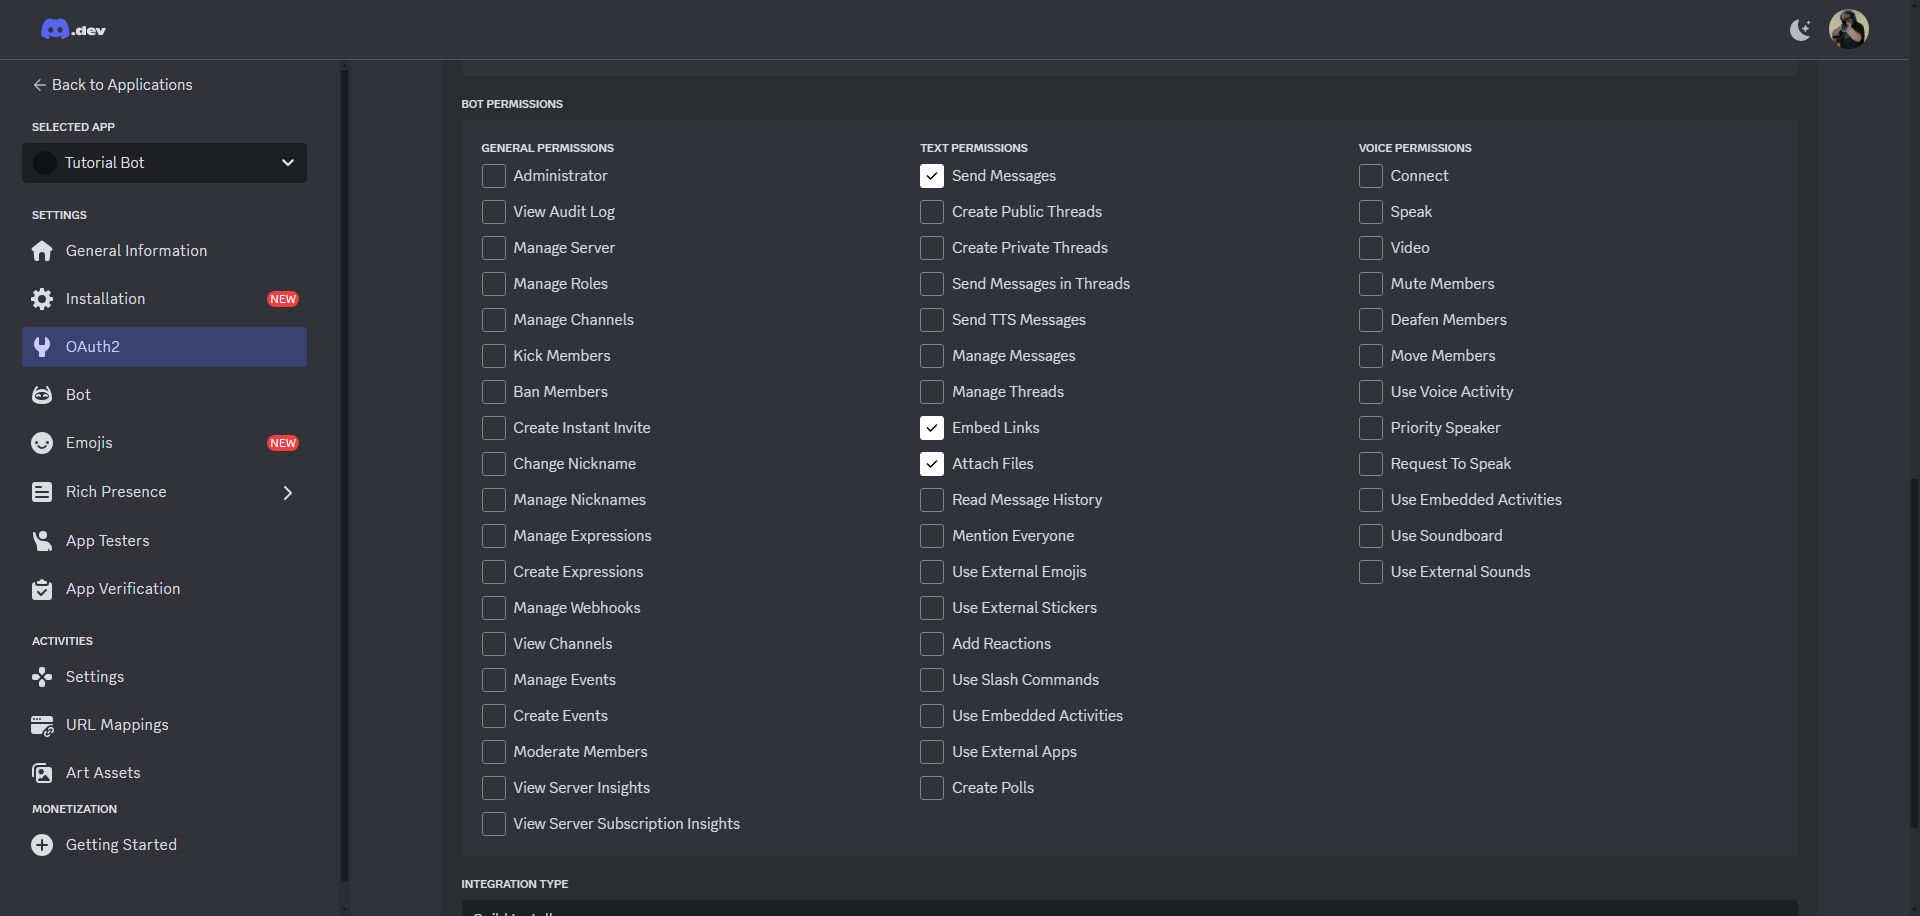 .dev
Back to Applications
SELECTED APP
Tutorial Bot
SETTINGS
General Information
Installation NEW
OAuth2
Bot
Emojis NEW
Rich Presence
App Testers
App Verification
ACTIVITIES
Settings
URL Mappings
Art Assets
MONETIZATION
Getting Started
BOT PERMISSIONS
GENERAL PERMISSIONS
Administrator
View Audit Log
Manage Server
Manage Roles
Manage Channels
Kick Members
Ban Members
Create Instant Invite
Change Nickname
Manage Nicknames
Manage Expressions
Create Expressions
Manage Webhooks
View Channels
Manage Events
Create Events
Moderate Members
View Server Insights
View Server Subscription Insights
TEXT PERMISSIONS
Send Messages
Create Public Threads
Create Private Threads
Send Messages in Threads
Send TTS Messages
Manage Messages
Manage Threads
Embed Links
Attach Files
Read Message History
Mention Everyone
Use External Emojis
Use External Stickers
Add Reactions
Use Slash Commands
Use Embedded Activities
Use External Apps
Create Polls
VOICE PERMISSIONS
Connect
Speak
Video
Mute Members
Deafen Members
Move Members
Use Voice Activity
Priority Speaker
Request To Speak
Use Embedded Activities
Use Soundboard
Use External Sounds
INTEGRATION TYPE